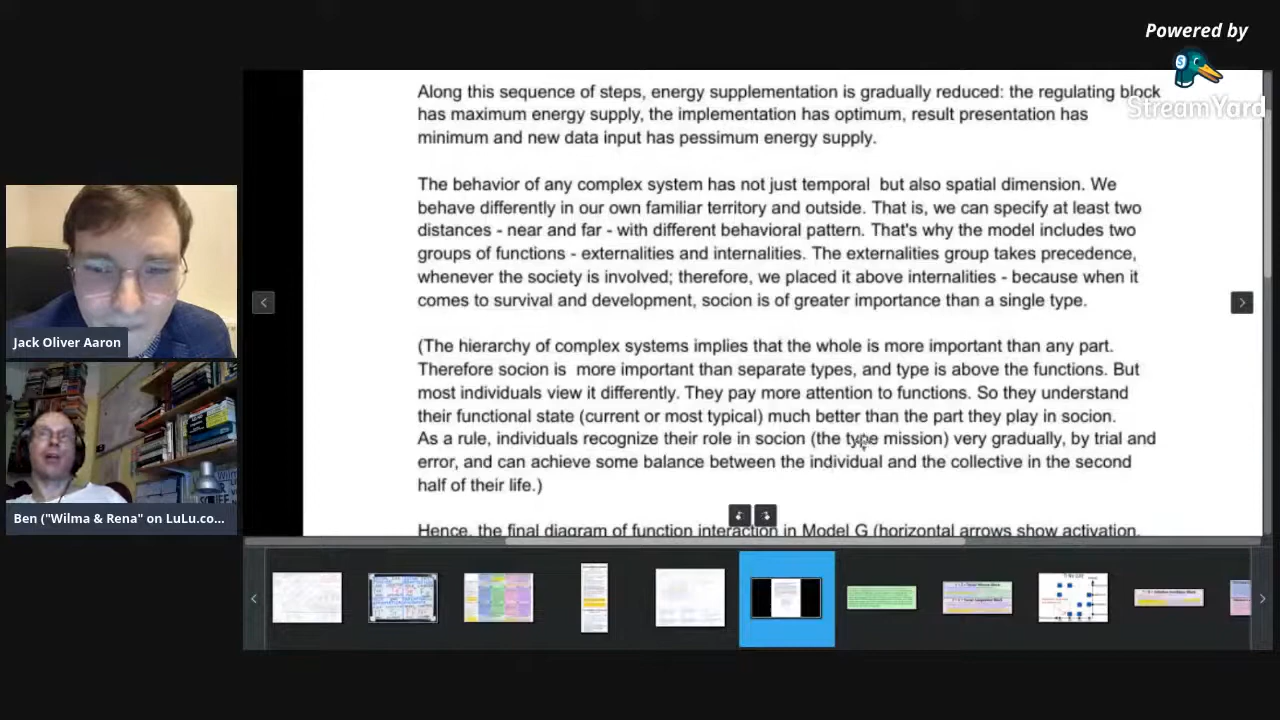 Powered by
StreamYard
Along this sequence of steps, energy supplementation is gradually reduced: the regulating block
has maximum energy supply, the implementation has optimum, result presentation has
minimum and new data input has pessimum energy supply.
The behavior of any complex system has not just temporal  but also spatial dimension. We
behave differently in our own familiar territory and outside. That is, we can specify at least two
distances - near and far - with different behavioral pattern. That's why the model includes two
groups of functions - externalities and internalities. The externalities group takes precedence,
whenever the society is involved; therefore, we placed it above internalities - because when it
comes to survival and development, socion is of greater importance than a single type.
(The hierarchy of complex systems implies that the whole is more important than any part.
Therefore socion is  more important than separate types, and type is above the functions. But
most individuals view it differently. They pay more attention to functions. So they understand
their functional state (current or most typical) much better than the part they play in socion.
As a rule, individuals recognize their role in socion (the type mission) very gradually, by trial and
error, and can achieve some balance between the individual and the collective in the second
half of their life.)
Hence, the final diagram of function interaction in Model G (horizontal arrows show activation,
Jack Oliver Aaron
Ben ("Wilma & Rena" on LuLu.co...